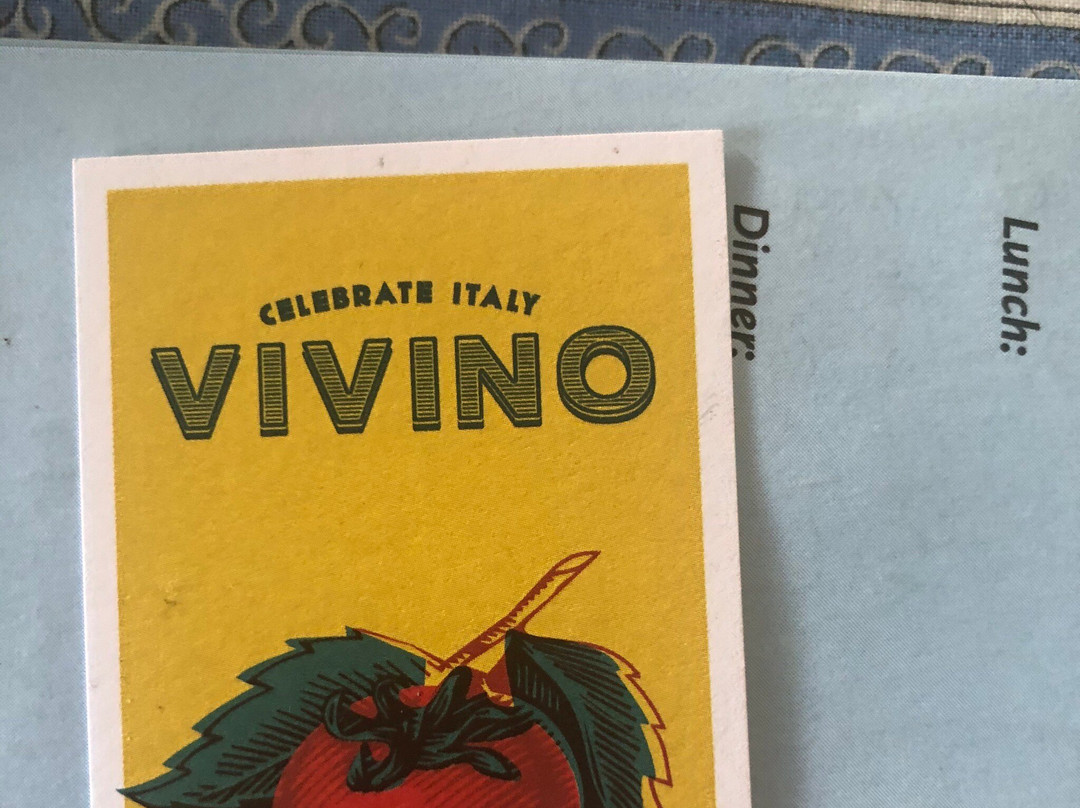 CELEBRATE ITALY
VIVINO
Dinner:
Lunch: